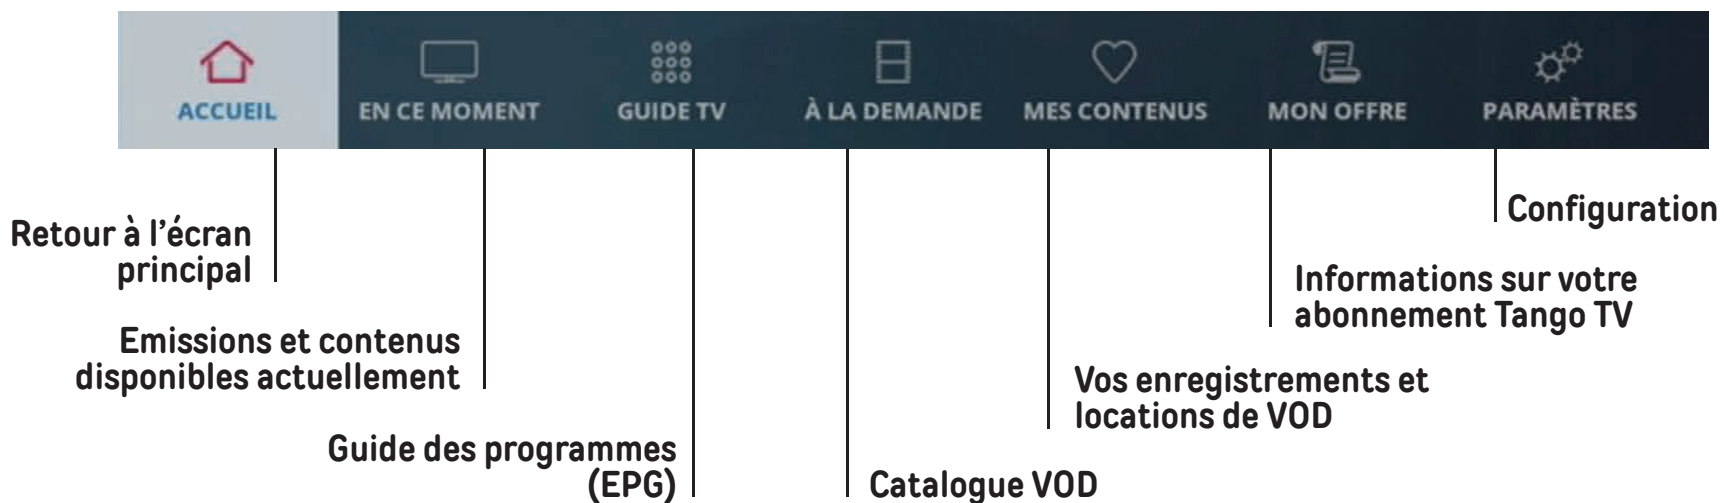 ACCUEIL
EN CE MOMENT
GUIDE TV
À LA DEMANDE
MES CONTENUS
MON OFFRE
PARAMÈTRES
Retour à l’écran
principal
Emissions et contenus
disponibles actuellement
Guide des programmes
(EPG)
Catalogue VOD
Vos enregistrements et
locations de VOD
Informations sur votre
abonnement Tango TV
Configuration